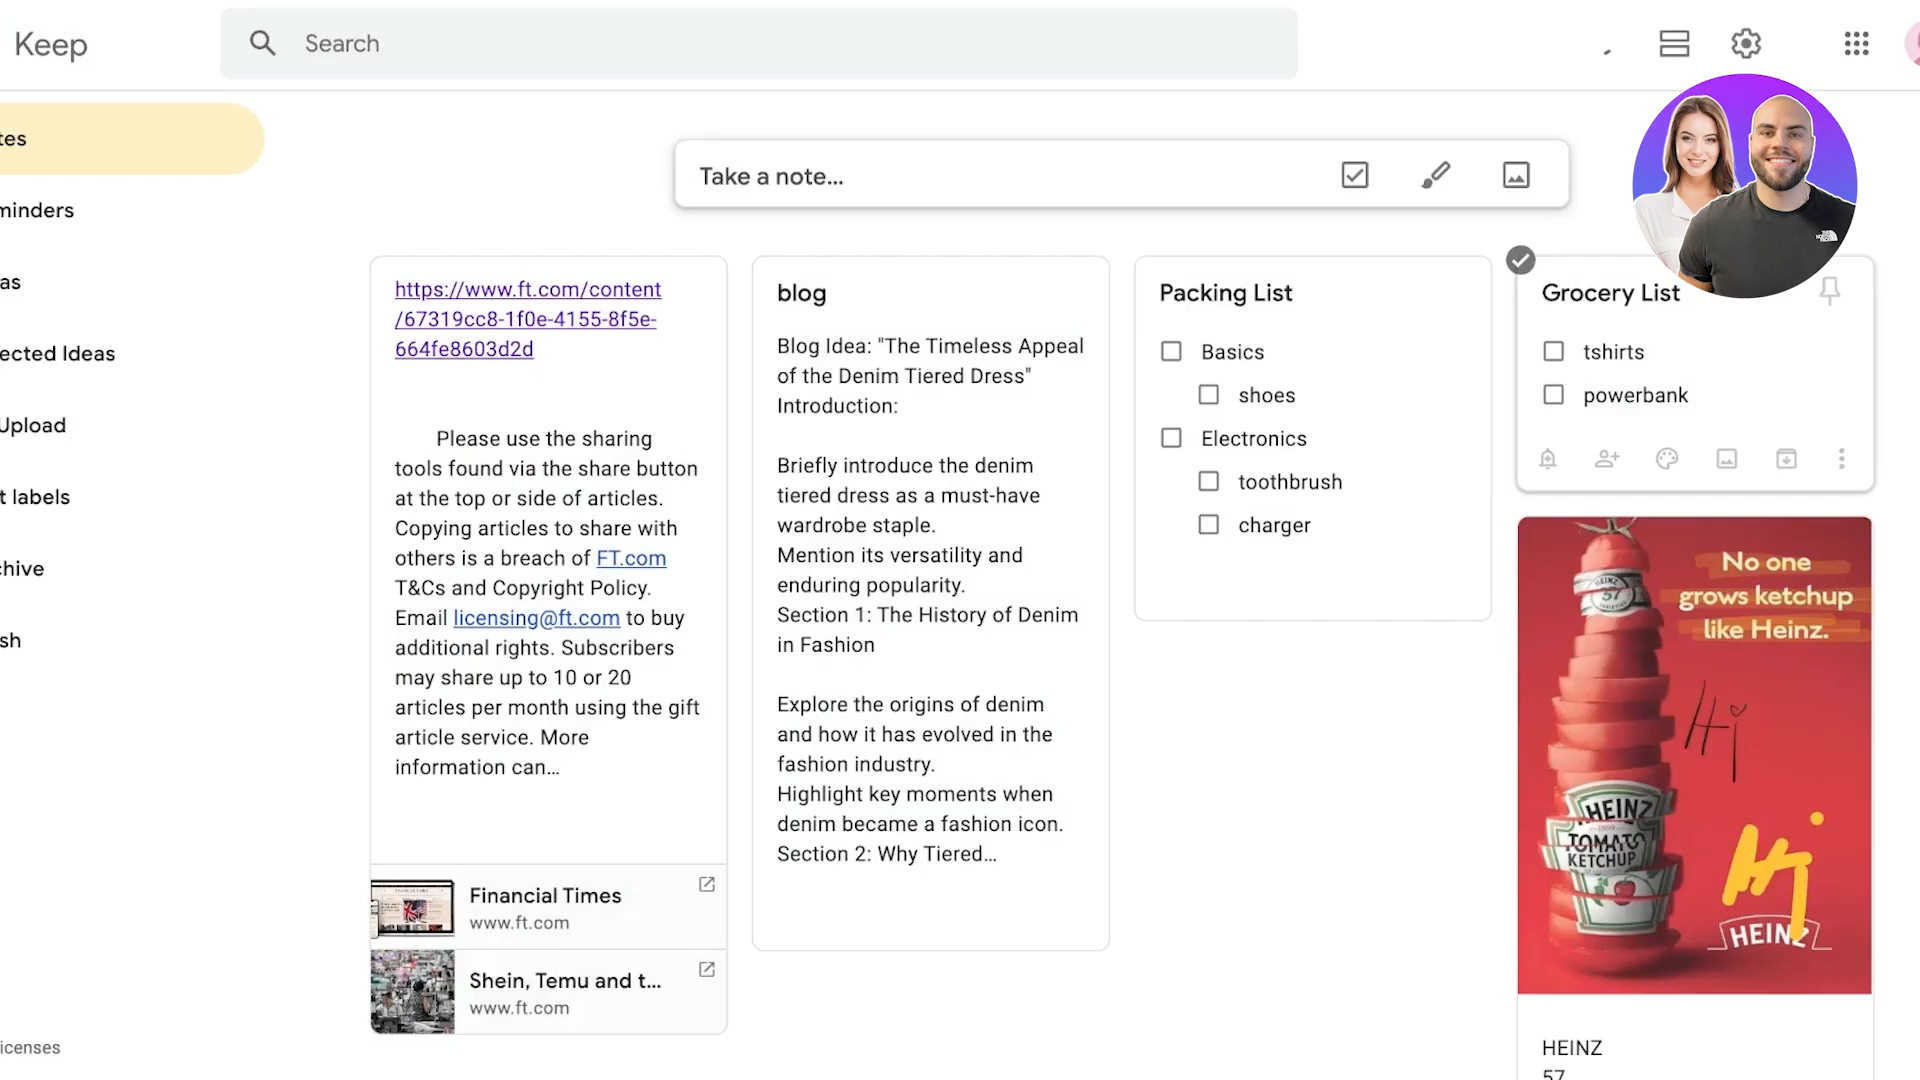 Keep
Search
tes
minders
as
ected Ideas
Upload
t labels
chive
sh
icenses
Take a note...
https://www.ft.com/content
/67319cc8-1f0e-4155-8f5e-
664fe8603d2d
Please use the sharing
tools found via the share button
at the top or side of articles.
Copying articles to share with
others is a breach of FT.com
T&Cs and Copyright Policy.
Email licensing@ft.com to buy
additional rights. Subscribers
may share up to 10 or 20
articles per month using the gift
article service. More
information can...
Financial Times
www.ft.com
Shein, Temu and t...
www.ft.com
blog
Blog Idea: "The Timeless Appeal
of the Denim Tiered Dress"
Introduction:
Briefly introduce the denim
tiered dress as a must-have
wardrobe staple.
Mention its versatility and
enduring popularity.
Section 1: The History of Denim
in Fashion
Explore the origins of denim
and how it has evolved in the
fashion industry.
Highlight key moments when
denim became a fashion icon.
Section 2: Why Tiered...
Packing List
Basics
shoes
Electronics
toothbrush
charger
Grocery List
tshirts
powerbank
No one
grows ketchup
like Heinz.
HEINZ
57
VARIETIES
Hi
HEINZ
TOMATO
KETCHUP
Hi
HEINZ
HEINZ
57